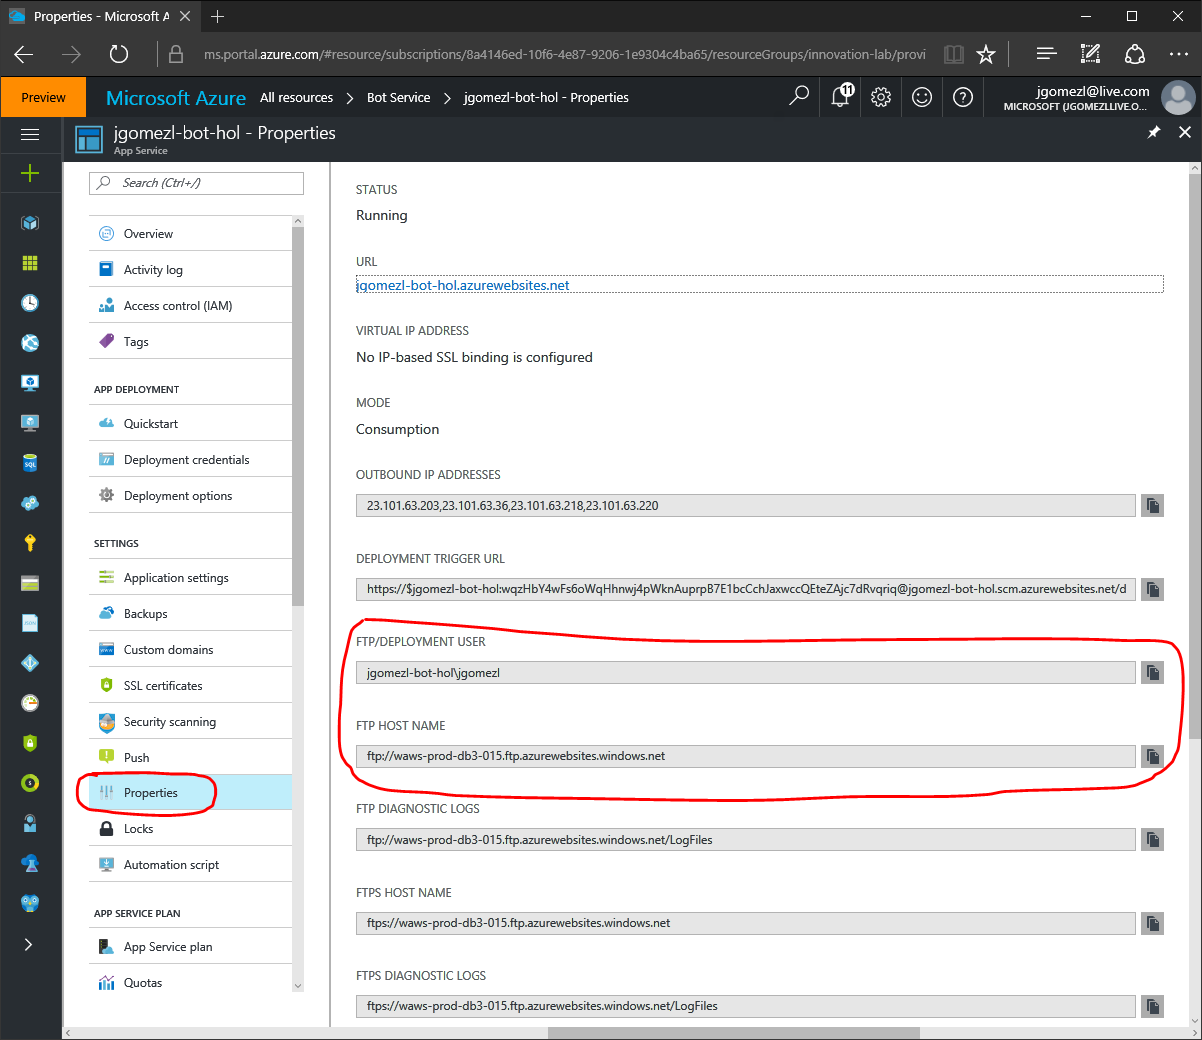 Properties - Microsoft A
ms.portal.azure.com/#resource/subscriptions/8a4146ed-10f6-4e87-9206-1e9304c4ba65/resourceGroups/innovation-lab/provi
Preview
Microsoft Azure
All resources
Bot Service
jgomezl-bot-hol - Properties
11
jgomezl@live.com
MICROSOFT (JGOMEZLLIVE.O...
jgomezl-bot-hol - Properties
App Service
Search (Ctrl+/)
Overview
Activity log
Access control (IAM)
Tags
APP DEPLOYMENT
Quickstart
Deployment credentials
Deployment options
SETTINGS
Application settings
Backups
Custom domains
SSL certificates
Security scanning
Push
Properties
Locks
Automation script
APP SERVICE PLAN
App Service plan
Quotas
STATUS
Running
URL
jgomezl-bot-hol.azurewebsites.net
VIRTUAL IP ADDRESS
No IP-based SSL binding is configured
MODE
Consumption
OUTBOUND IP ADDRESSES
23.101.63.203,23.101.63.36,23.101.63.218,23.101.63.220
DEPLOYMENT TRIGGER URL
https://$jgomezl-bot-hol:wqzHbY4wFs6oWqHhnwj4pWknAuprpB7E1bcCchJaxwccQEteZAjc7dRvqriq@jgomezl-bot-hol.scm.azurewebsites.net/d
FTP/DEPLOYMENT USER
jgomezl-bot-hol\jgomezl
FTP HOST NAME
ftp://waws-prod-db3-015.ftp.azurewebsites.windows.net
FTP DIAGNOSTIC LOGS
ftp://waws-prod-db3-015.ftp.azurewebsites.windows.net/LogFiles
FTPS HOST NAME
ftps://waws-prod-db3-015.ftp.azurewebsites.windows.net
FTPS DIAGNOSTIC LOGS
ftps://waws-prod-db3-015.ftp.azurewebsites.windows.net/LogFiles